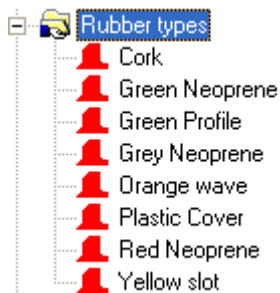 Rubber types
Cork
Green Neoprene
Green Profile
Grey Neoprene
Orange wave
Plastic Cover
Red Neoprene
Yellow slot